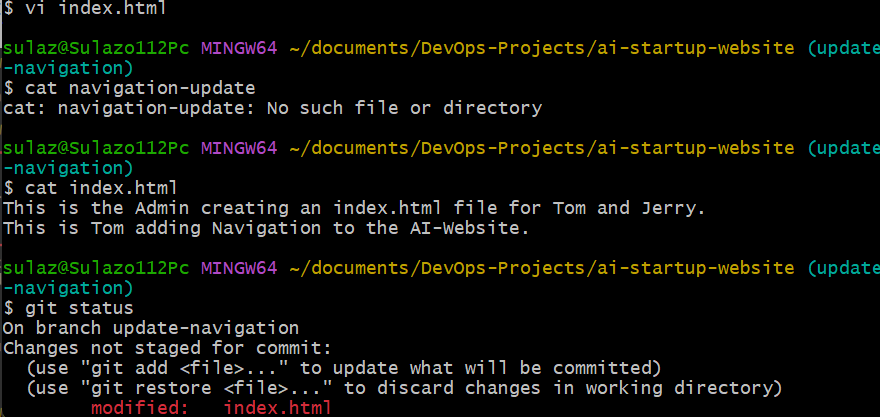 $ vi index.html
sulaz@Sulazo112Pc MINGW64 ~/documents/DevOps-Projects/ai-startup-website (update
-navigation)
$ cat navigation-update
cat: navigation-update: No such file or directory
sulaz@Sulazo112Pc MINGW64 ~/documents/DevOps-Projects/ai-startup-website (update
-navigation)
$ cat index.html
This is the Admin creating an index.html file for Tom and Jerry.
This is Tom adding Navigation to the AI-Website.
sulaz@Sulazo112Pc MINGW64 ~/documents/DevOps-Projects/ai-startup-website (update
-navigation)
$ git status
On branch update-navigation
Changes not staged for commit:
  (use "git add <file>..." to update what will be committed)
  (use "git restore <file>..." to discard changes in working directory)
        modified:   index.html